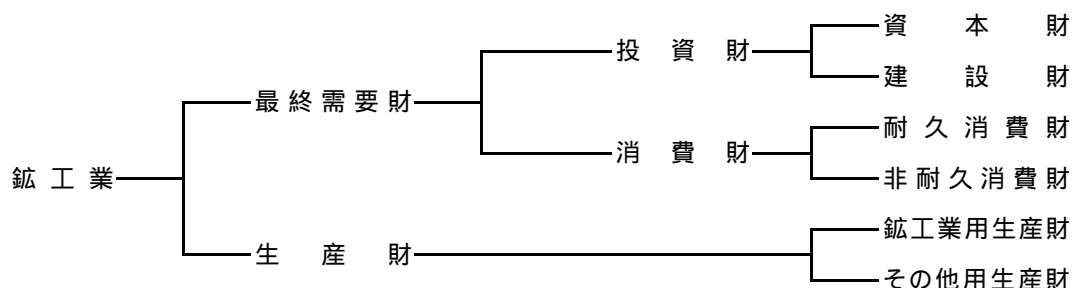 資本財
投資財
建設財
最終需要財
耐久消費財
消費財
鉱工業
非耐久消費財
鉱工業用生産財
生産財
その他用生産財